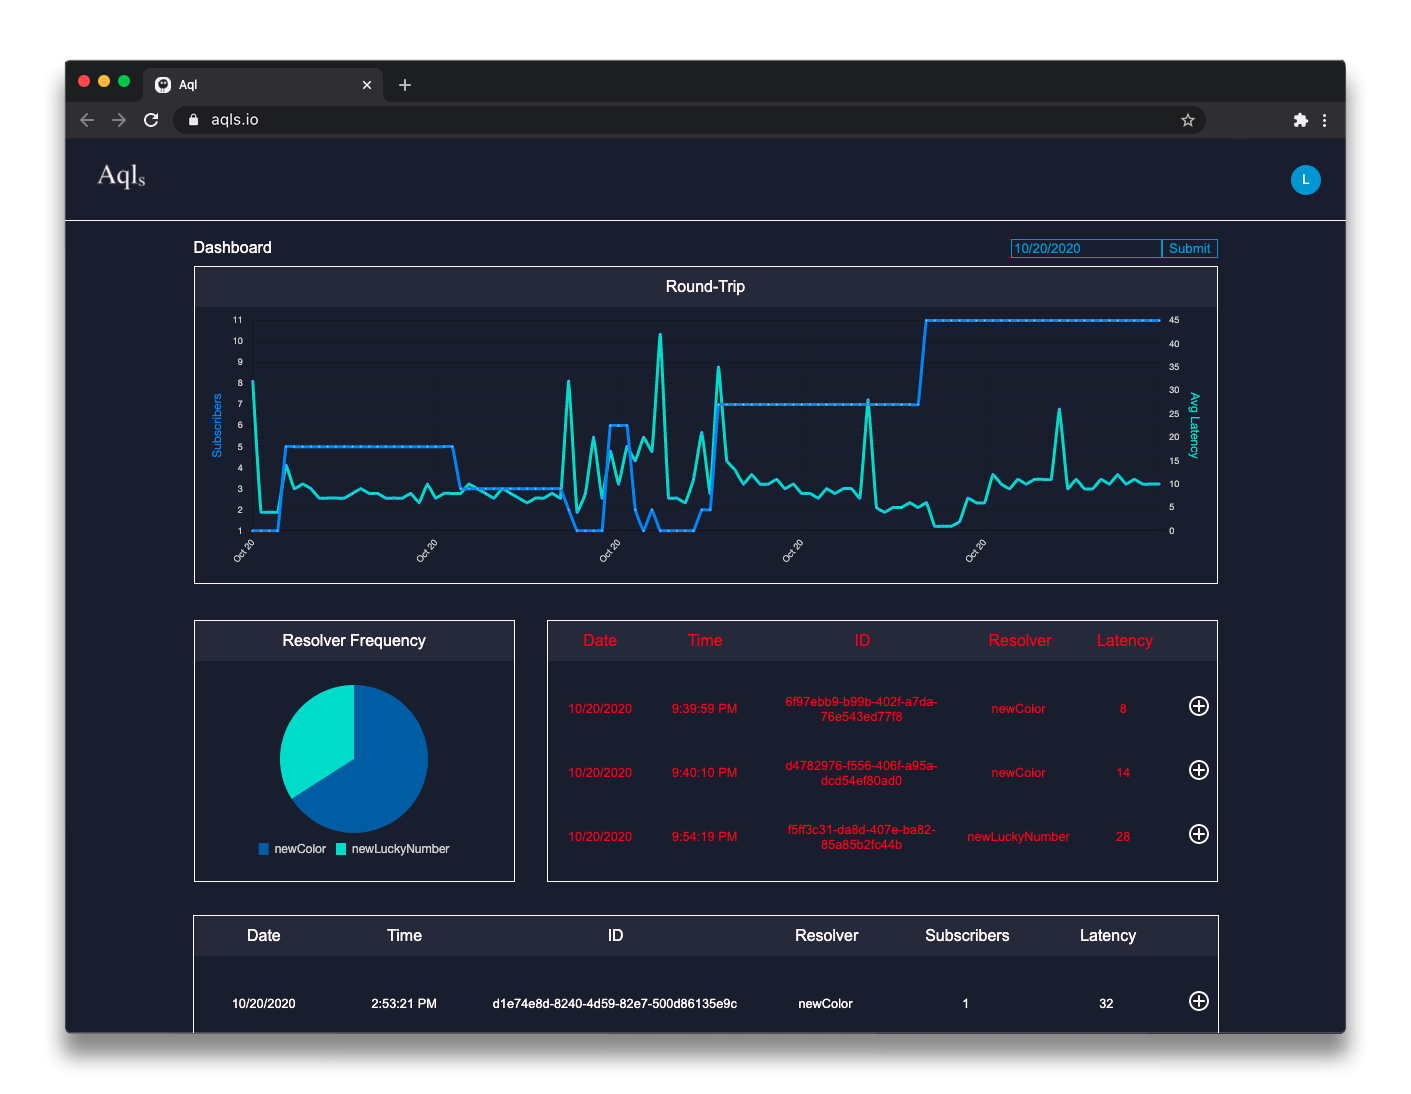 Aql
aqls.io
Aqls
L
Dashboard
10/20/2020 Submit
Round-Trip
11
10
9
8
7
6
5
4
3
2
1
Subscribers
45
40
35
30
25
20
15
10
5
0
Avg Latency
Oct 20 Oct 20 Oct 20 Oct 20 Oct 20
Resolver Frequency
newColor newLuckyNumber
Date Time ID Resolver Latency
10/20/2020 9:39:59 PM 6f97ebb9-b99b-402f-a7da-
76e543ed77f8 newColor 8
10/20/2020 9:40:10 PM d4782976-f556-406f-a95a-
dcd54ef80ad0 newColor 14
10/20/2020 9:54:19 PM f5ff3c31-da8d-407e-ba82-
85a85b2fc44b newLuckyNumber 28
Date Time ID Resolver Subscribers Latency
10/20/2020 2:53:21 PM d1e74e8d-8240-4d59-82e7-500d86135e9c newColor 1 32